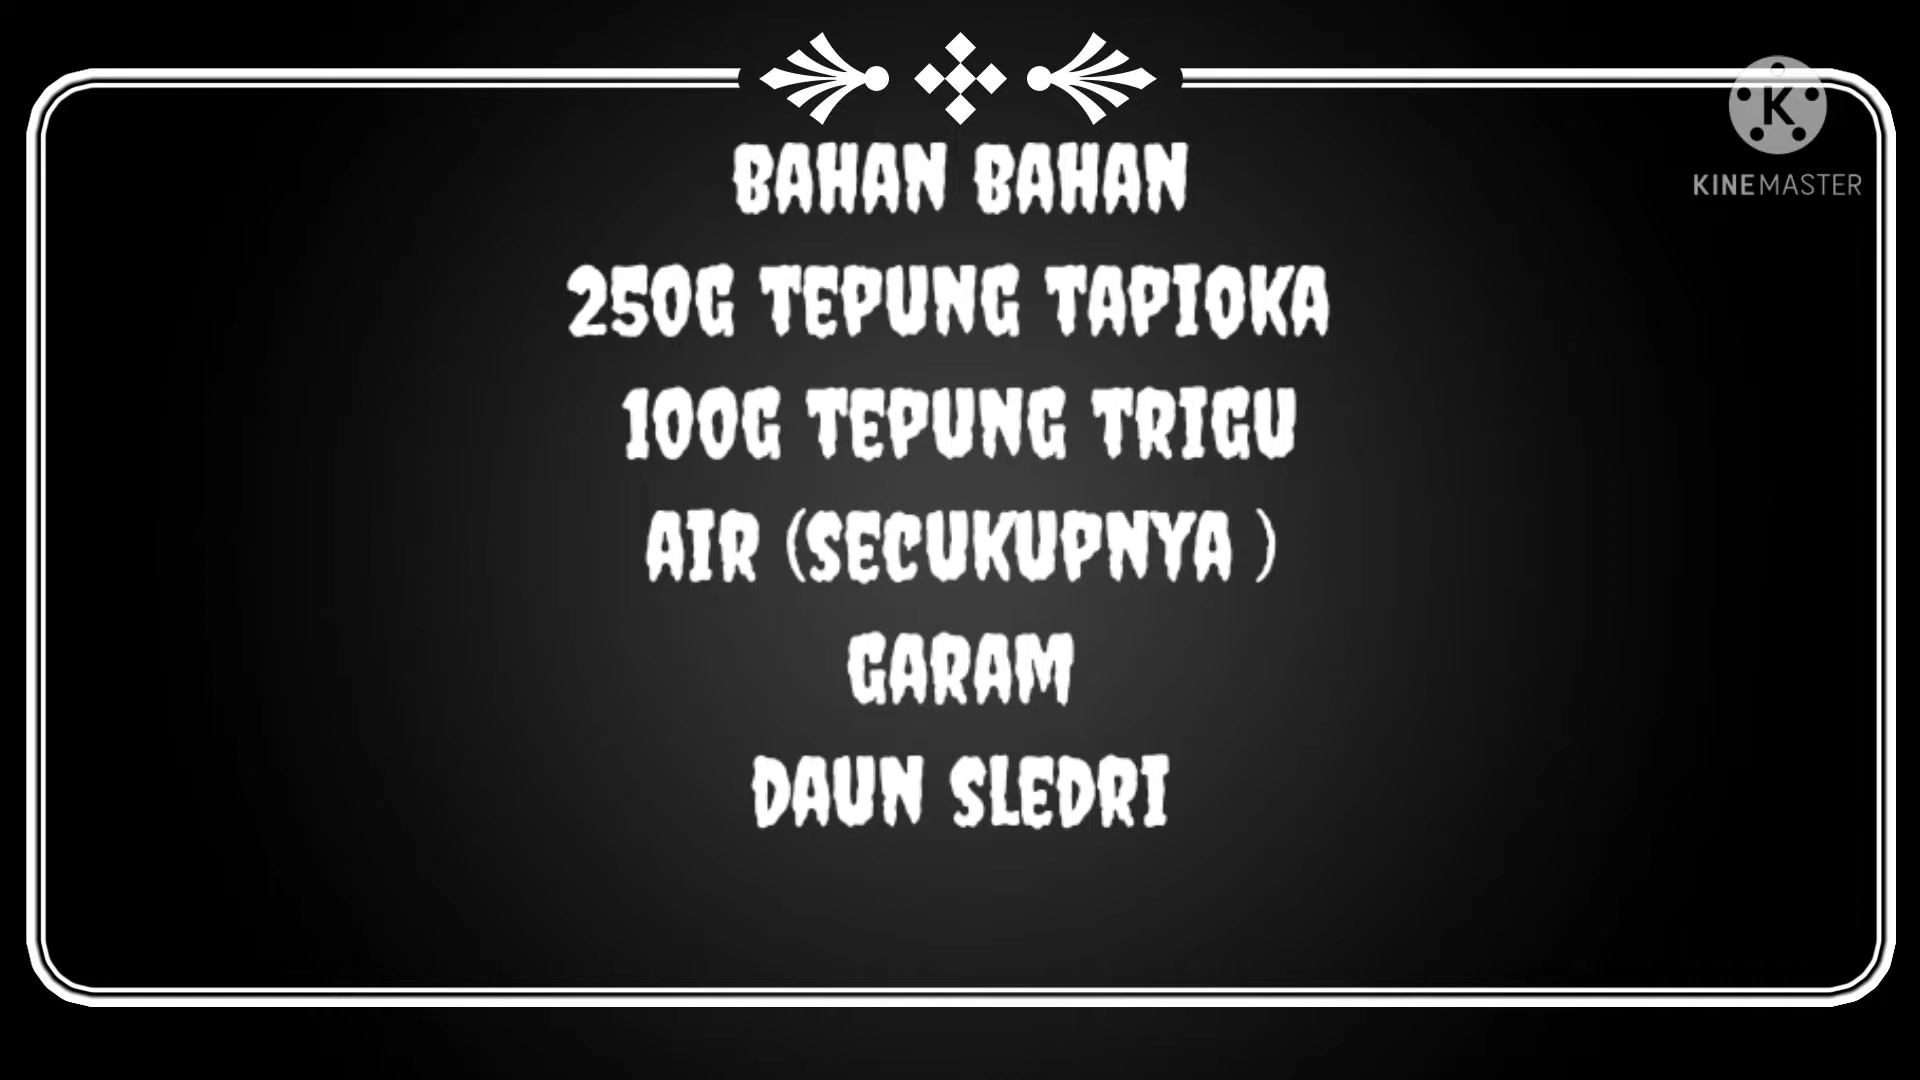 BAHAN BAHAN
250G TEPUNG TAPIOKA
100G TEPUNG TRIGU
AIR (SECUKUPNYA )
GARAM
DAUN SLEDRI
K
KINEMASTER